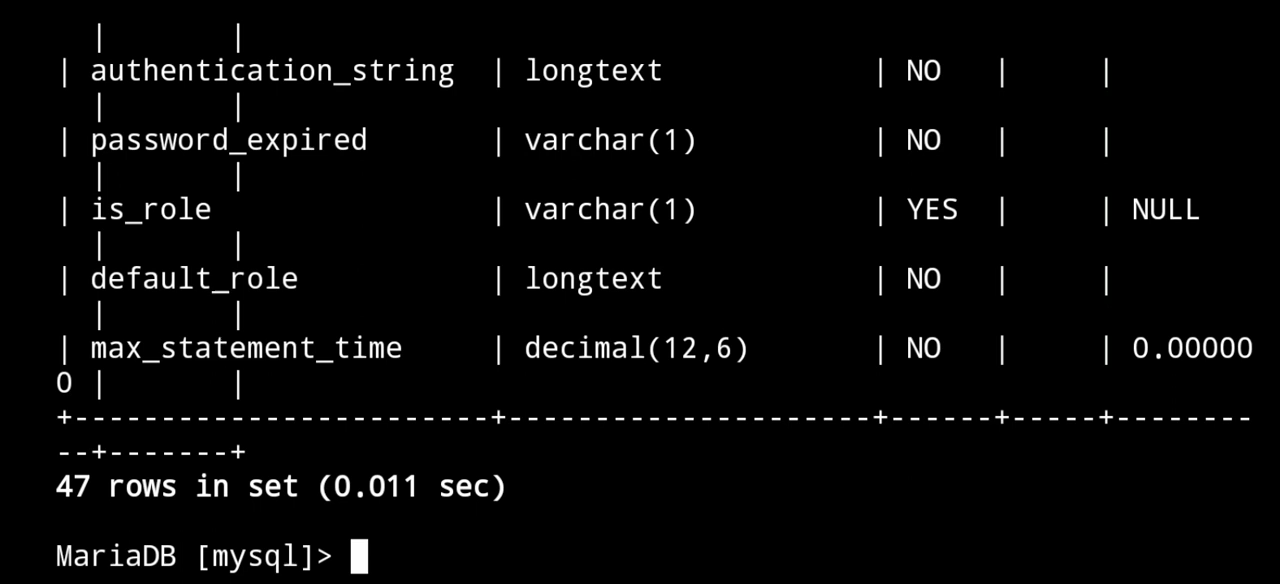 |       |
| authentication_string  | longtext            | NO   |     |
  |       |
| password_expired       | varchar(1)          | NO   |     |
  |       |
| is_role                | varchar(1)          | YES  |     | NULL
  |       |
| default_role           | longtext            | NO   |     |
  |       |
| max_statement_time     | decimal(12,6)       | NO   |     | 0.00000
0 |       |
+------------------------+---------------------+------+-----+--------
--+-------+
47 rows in set (0.011 sec)
MariaDB [mysql]>